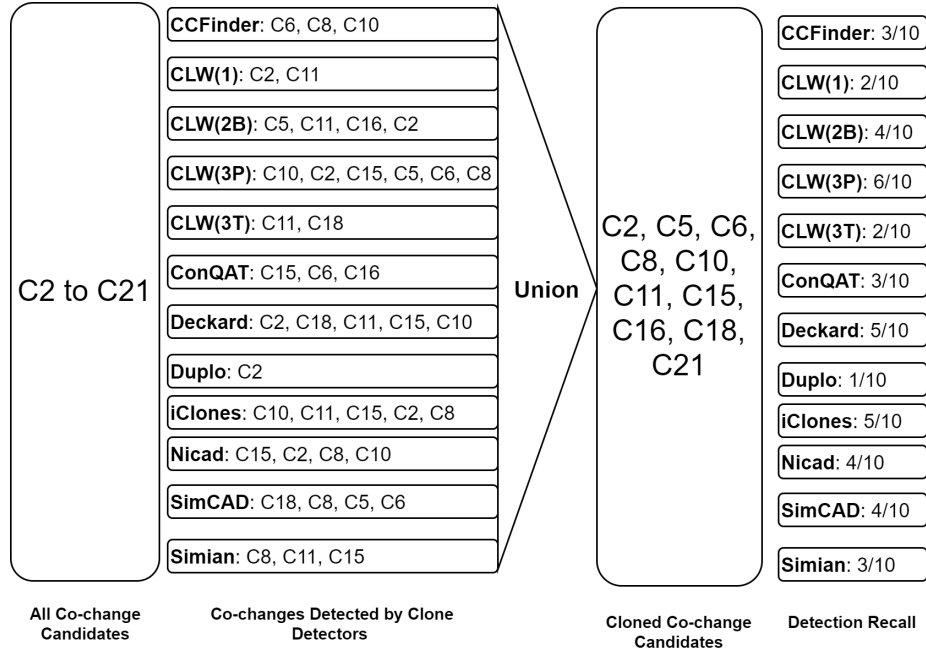 C2 to C21
All Co-change
Candidates
CCFinder: C6, C8, C10
CLW(1): C2, C11
CLW(2B): C5, C11, C16, C2
CLW(3P): C10, C2, C15, C5, C6, C8
CLW(3T): C11, C18
ConQAT: C15, C6, C16
Deckard: C2, C18, C11, C15, C10
Duplo: C2
iClones: C10, C11, C15, C2, C8
Nicad: C15, C2, C8, C10
SimCAD: C18, C8, C5, C6
Simian: C8, C11, C15
Co-changes Detected by Clone
Detectors
Union
C2, C5, C6,
C8, C10,
C11, C15,
C16, C18,
C21
Cloned Co-change
Candidates
CCFinder: 3/10
CLW(1): 2/10
CLW(2B): 4/10
CLW(3P): 6/10
CLW(3T): 2/10
ConQAT: 3/10
Deckard: 5/10
Duplo: 1/10
iClones: 5/10
Nicad: 4/10
SimCAD: 4/10
Simian: 3/10
Detection Recall